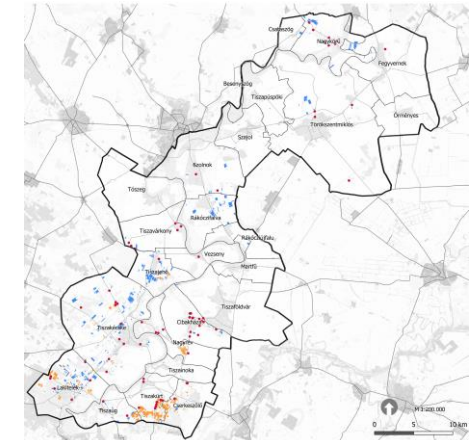 Csataszög
Nagykörű
Fegyvernek
Besenyszög
Tiszapüspöki
Törökszentmiklós
Örményes
Szajol
Szolnok
Tószeg
Rákóczifalva
Tiszavárkony
Rákócziújfalu
Vezseny
Martfű
Tiszajenő
Tiszaföldvár
Tiszakécske
Cibakháza
Nagyrév
Tiszainoka
Lakitelek
Tiszakürt
Tiszaug
Cserkeszőlő
M 1:200 000
0 5 10 km